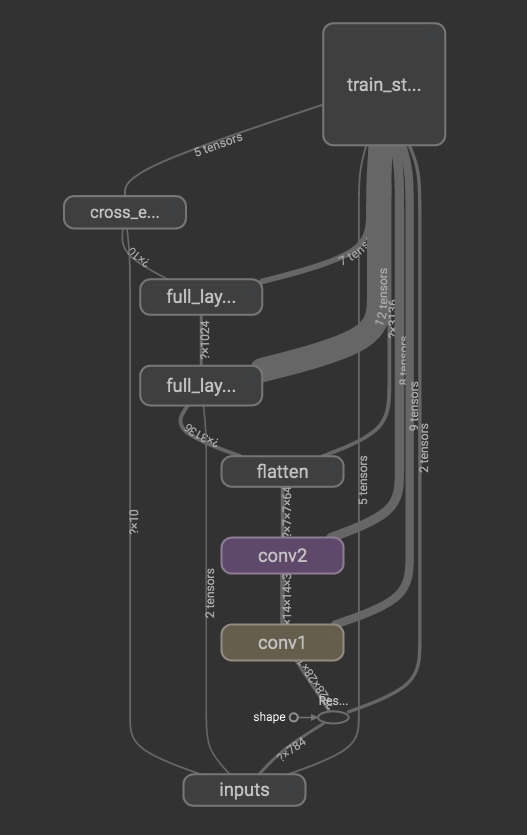 train_st...
5 tensors
cross_e...
?×10
7 tens
full_lay...
?×1024
2 tensors
?×3136
full_lay...
8 tensors
?×3136
9 tensors
2 tensors
flatten
5 tensors
?×7×7×64
?×10
conv2
2 tensors
×14×14×3
conv1
28×28×1
Res...
shape
?×784
inputs